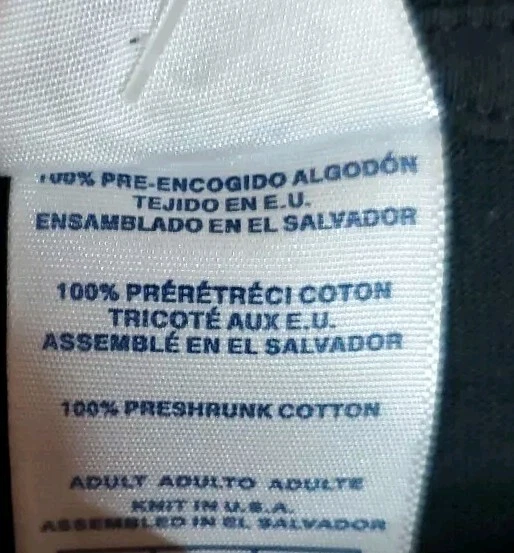 100% PRE-ENCOGIDO ALGODÓN
TEJIDO EN E.U.
ENSAMBLADO EN EL SALVADOR
100% PRÉRÉTRÉCI COTON
TRICOTÉ AUX E.U.
ASSEMBLÉ EN EL SALVADOR
100% PRESHRUNK COTTON
ADULT ADULTO ADULTE
KNIT IN U.S.A.
ASSEMBLED IN EL SALVADOR